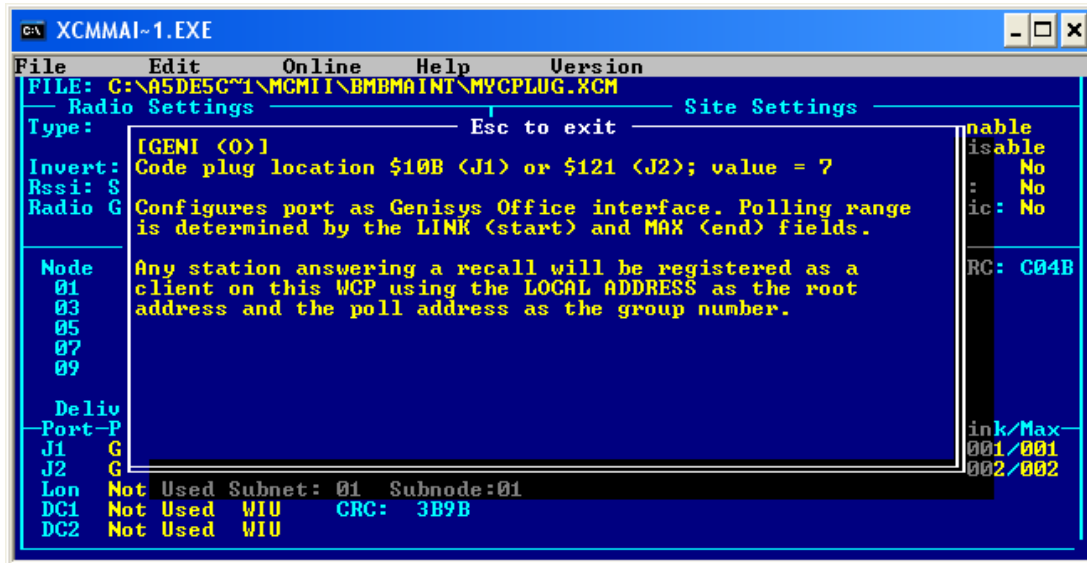 XCMMAI~1.EXE
File Edit Online Help Version
FILE: C:\A5DE5C~1\MCMII\BMBMAINT\MYCPLUG.XCM
Radio Settings Site Settings
Esc to exit
Type: nable
[GENI (O)] isable
Invert: Code plug location $10B (J1) or $121 (J2); value = 7 No
Rssi: S : No
Radio G Configures port as Genisys Office interface. Polling range ic: No
is determined by the LINK (start) and MAX (end) fields.
Node Any station answering a recall will be registered as a RC: C04B
01 client on this WCP using the LOCAL ADDRESS as the root
03 address and the poll address as the group number.
05
07
09
Deliv
Port-P ink/Max
J1 G 001/001
J2 G 002/002
Lon Not Used Subnet: 01 Subnode:01
DC1 Not Used WIU CRC: 3B9B
DC2 Not Used WIU